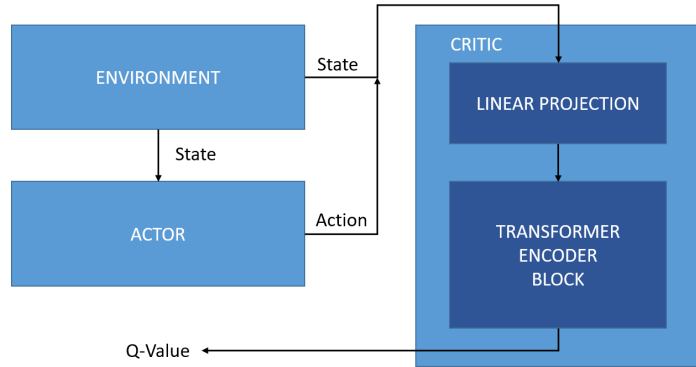 CRITIC
ENVIRONMENT
State
LINEAR PROJECTION
State
ACTOR
Action
TRANSFORMER
ENCODER
BLOCK
Q-Value